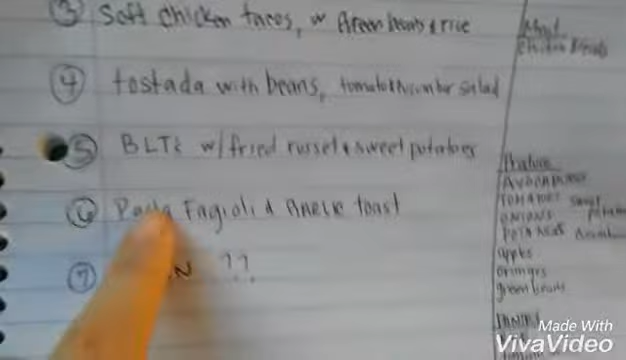 ③ Soft chicken tacos, w Green beans & rice
④ tostada with beans, tomato & cucumber salad
⑤ BLTs w/ fried russet & sweet potatoes
⑥ Pasta Fagioli & Garlic toast
⑦ ??
Meat
Chicken Breasts
Produce
AVOCADOES
TOMATOES
ONIONS
POTATOES
apples
oranges
green beans
Made With
VivaVideo